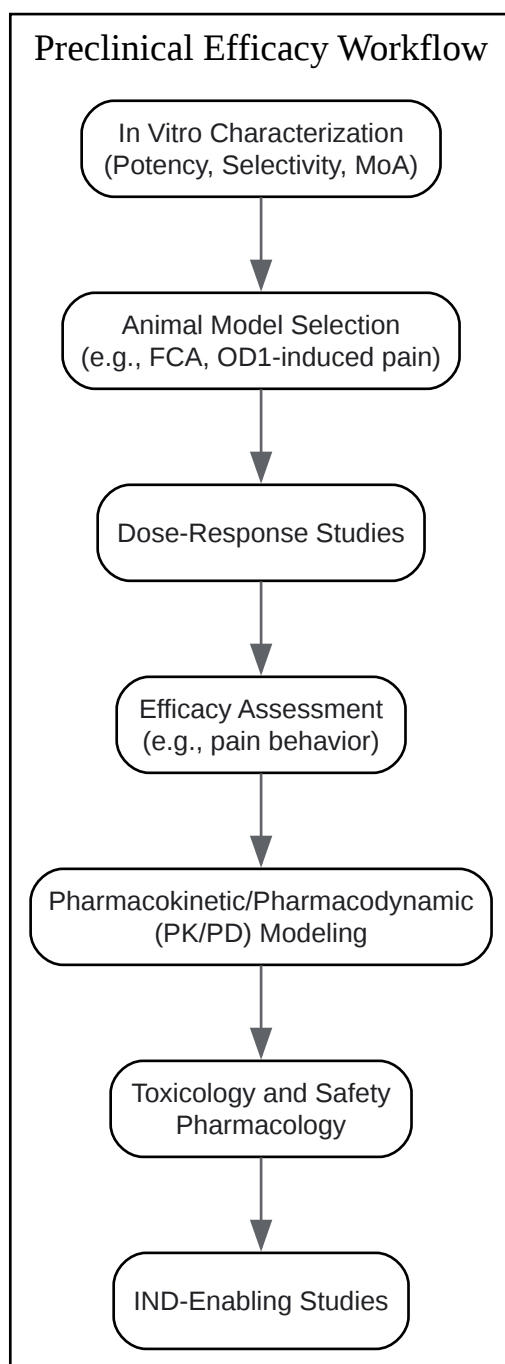 Preclinical Efficacy Workflow
In Vitro Characterization
(Potency, Selectivity, MoA)
Animal Model Selection
(e.g., FCA, OD1-induced pain)
Dose-Response Studies
Efficacy Assessment
(e.g., pain behavior)
Pharmacokinetic/Pharmacodynamic
(PK/PD) Modeling
Toxicology and Safety
Pharmacology
IND-Enabling Studies